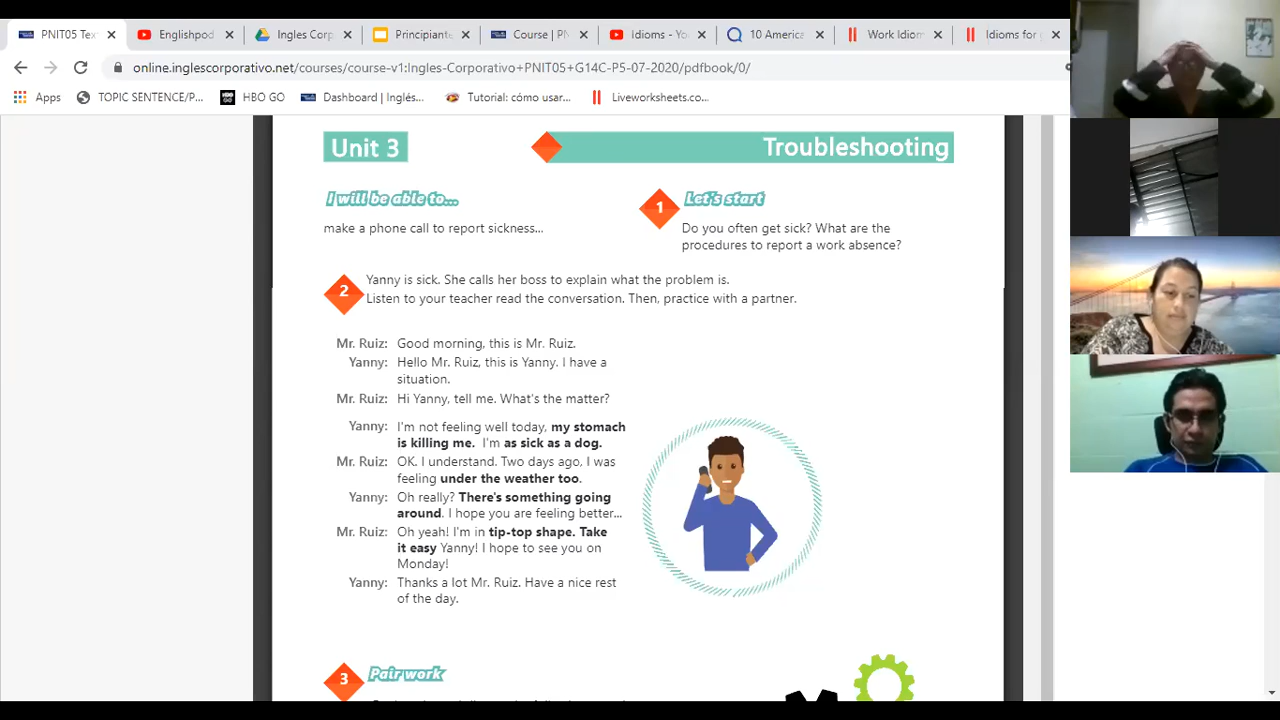 PNIT05 Tex
Englishpod
Ingles Corp
Principiante
Course | PN
Idioms - Yo
10 America
Work Idiom
Idioms for
online.inglescorporativo.net/courses/course-v1:Ingles-Corporativo+PNIT05+G14C-P5-07-2020/pdfbook/0/
Apps
TOPIC SENTENCE/P...
HBO GO
Dashboard | Inglés...
Tutorial: cómo usar...
Liveworksheets.co...
Unit 3
Troubleshooting
I will be able to...
1
Let's start
make a phone call to report sickness...
Do you often get sick? What are the
procedures to report a work absence?
2
Yanny is sick. She calls her boss to explain what the problem is.
Listen to your teacher read the conversation. Then, practice with a partner.
Mr. Ruiz: Good morning, this is Mr. Ruiz.
Yanny: Hello Mr. Ruiz, this is Yanny. I have a
situation.
Mr. Ruiz: Hi Yanny, tell me. What's the matter?
Yanny: I'm not feeling well today, my stomach
is killing me. I'm as sick as a dog.
Mr. Ruiz: OK. I understand. Two days ago, I was
feeling under the weather too.
Yanny: Oh really? There's something going
around. I hope you are feeling better...
Mr. Ruiz: Oh yeah! I'm in tip-top shape. Take
it easy Yanny! I hope to see you on
Monday!
Yanny: Thanks a lot Mr. Ruiz. Have a nice rest
of the day.
3
Pair work